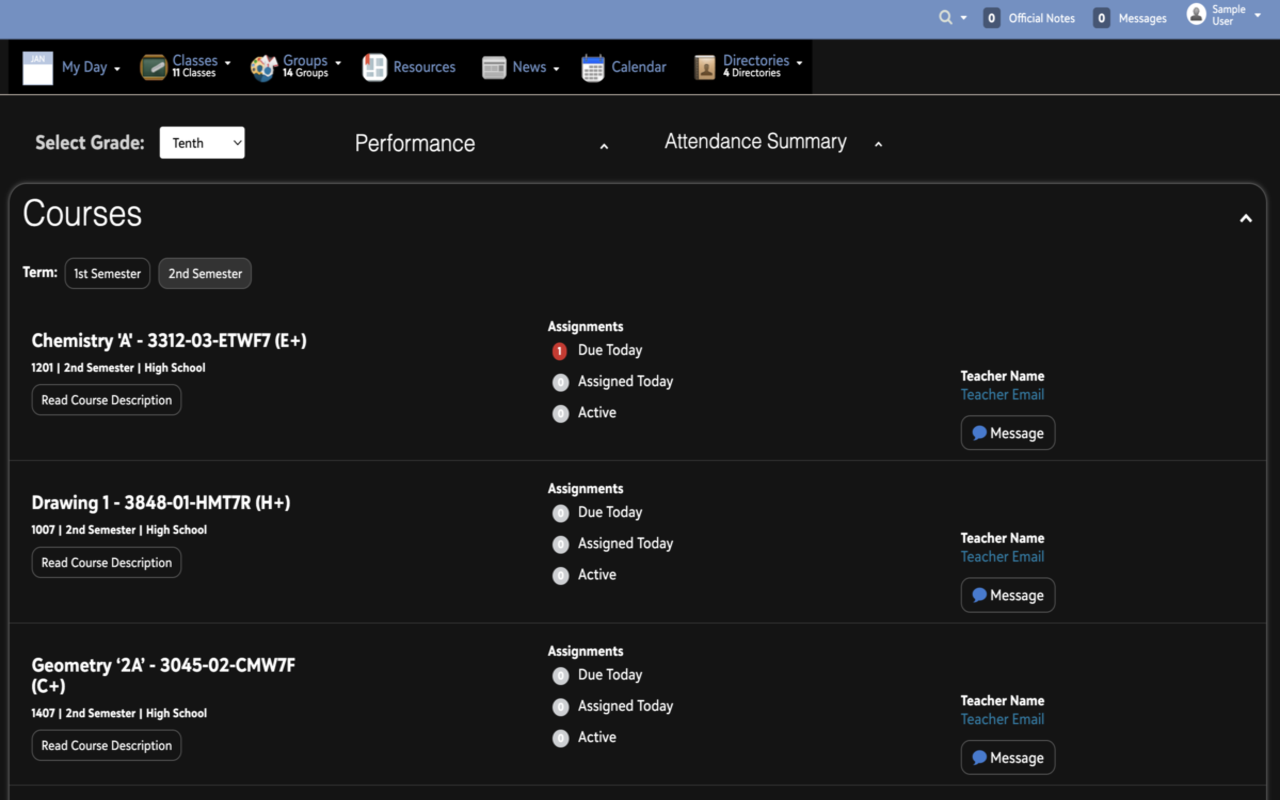 0 Official Notes 0 Messages Sample
User
JAN My Day Classes
11 Classes
Groups
14 Groups
Resources News Calendar Directories
4 Directories
Select Grade: Tenth Performance Attendance Summary
Courses
Term: 1st Semester 2nd Semester
Chemistry 'A' - 3312-03-ETWF7 (E+)
1201 | 2nd Semester | High School
Read Course Description
Assignments
1 Due Today
0 Assigned Today
0 Active
Teacher Name
Teacher Email
Message
Drawing 1 - 3848-01-HMT7R (H+)
1007 | 2nd Semester | High School
Read Course Description
Assignments
0 Due Today
0 Assigned Today
0 Active
Teacher Name
Teacher Email
Message
Geometry ‘2A’ - 3045-02-CMW7F
(C+)
1407 | 2nd Semester | High School
Read Course Description
Assignments
0 Due Today
0 Assigned Today
0 Active
Teacher Name
Teacher Email
Message